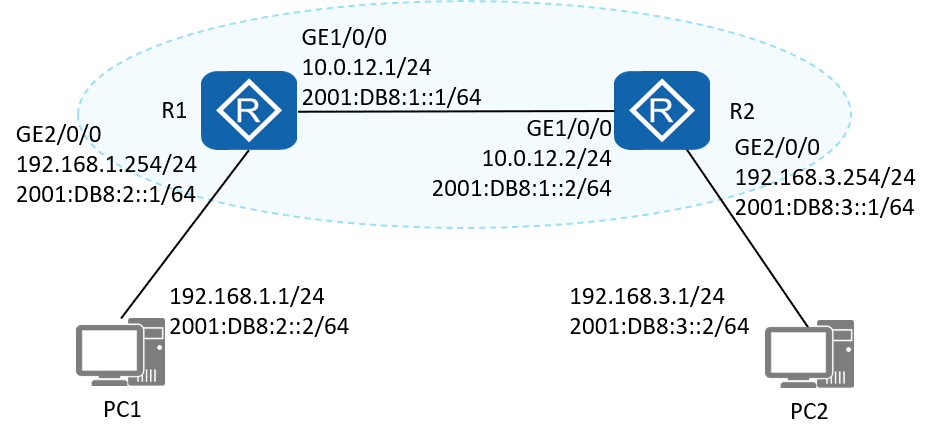 GE1/0/0
10.0.12.1/24
2001:DB8:1::1/64
R1
R
R
R2
GE2/0/0
192.168.1.254/24
2001:DB8:2::1/64
GE1/0/0
10.0.12.2/24
2001:DB8:1::2/64
GE2/0/0
192.168.3.254/24
2001:DB8:3::1/64
192.168.1.1/24
2001:DB8:2::2/64
192.168.3.1/24
2001:DB8:3::2/64
PC1
PC2